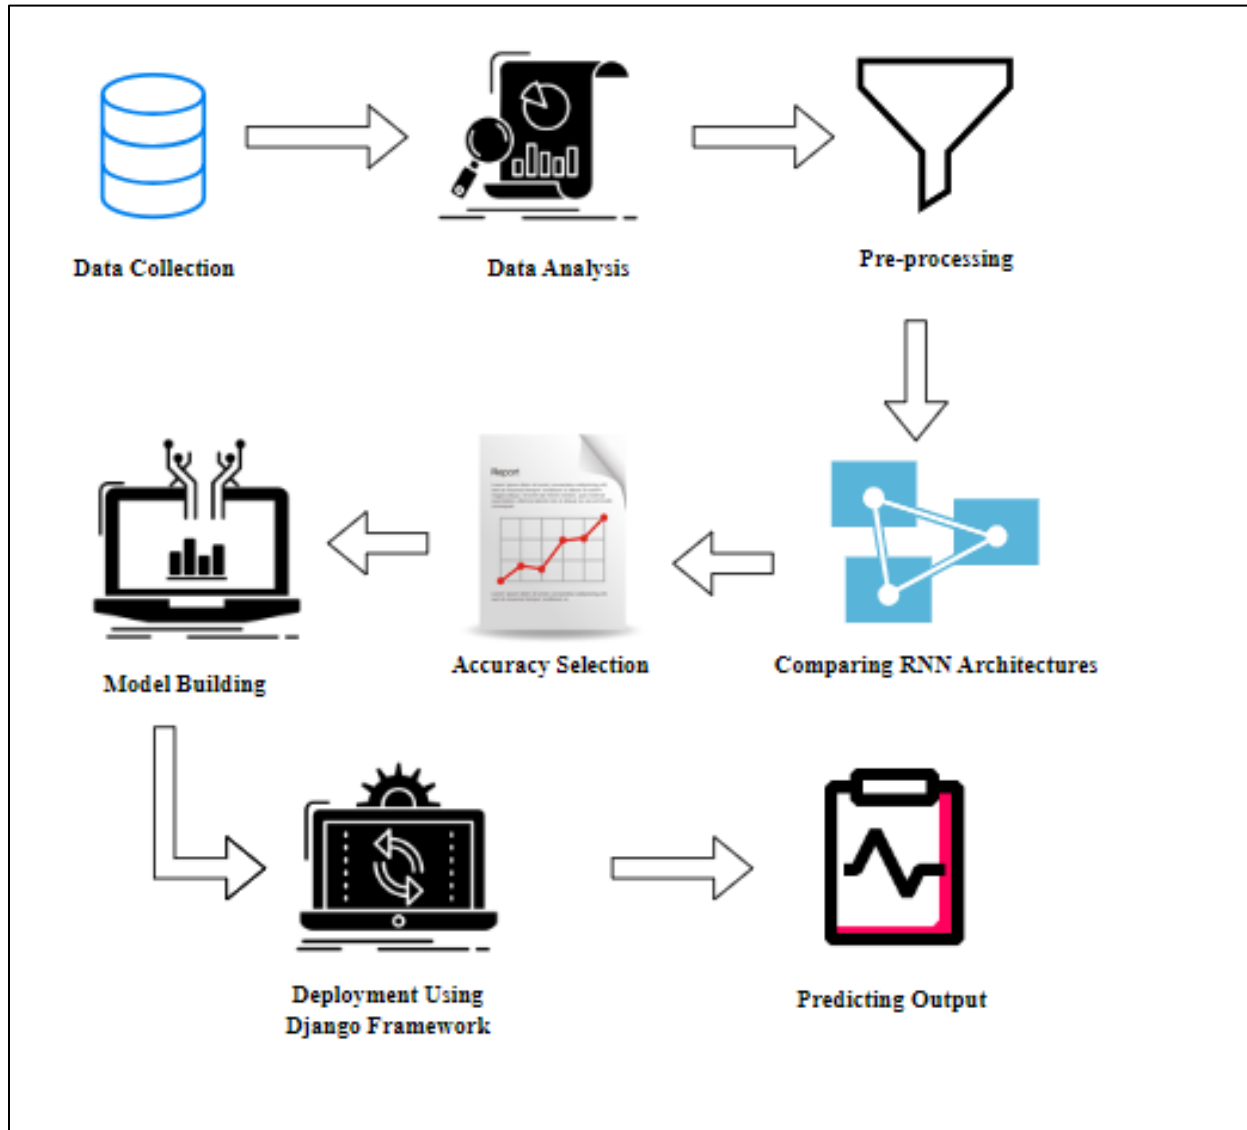 Data Collection
Data Analysis
Pre-processing
Report
Comparing RNN Architectures
Accuracy Selection
Model Building
Deployment Using
Django Framework
Predicting Output